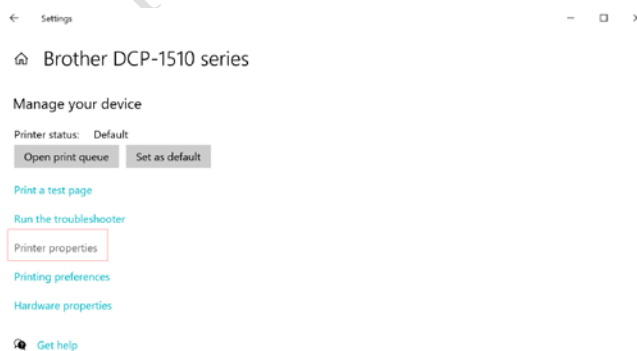 Settings
Brother DCP-1510 series
Manage your device
Printer status: Default
Open print queue Set as default
Print a test page
Run the troubleshooter
Printer properties
Printing preferences
Hardware properties
Get help